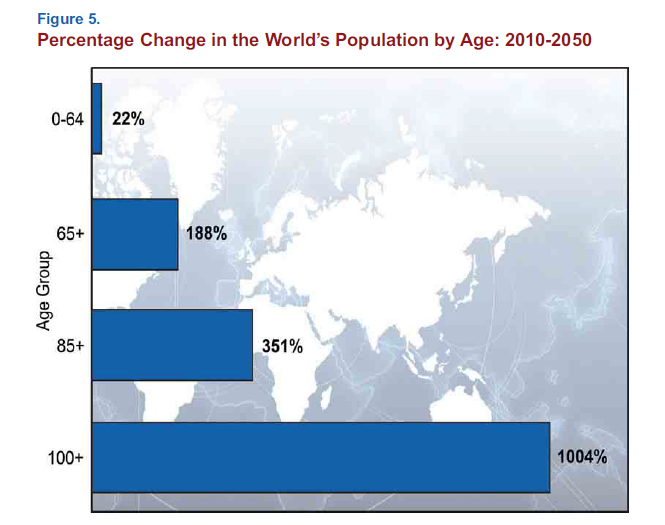 Figure 5.
Percentage Change in the World's Population by Age: 2010-2050
Age Group
0-64
22%
65+
188%
85+
351%
100+
1004%